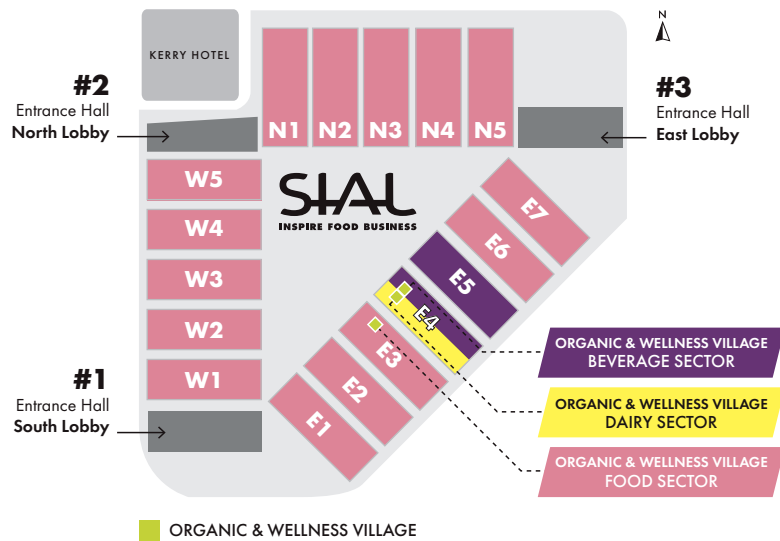 KERRY HOTEL
N
#2
Entrance Hall
North Lobby
#3
Entrance Hall
East Lobby
N1
N2
N3
N4
N5
W5
W4
W3
W2
W1
SIAL
INSPIRE FOOD BUSINESS
E7
E6
E5
E4
E3
E2
E1
#1
Entrance Hall
South Lobby
ORGANIC & WELLNESS VILLAGE
BEVERAGE SECTOR
ORGANIC & WELLNESS VILLAGE
DAIRY SECTOR
ORGANIC & WELLNESS VILLAGE
FOOD SECTOR
ORGANIC & WELLNESS VILLAGE